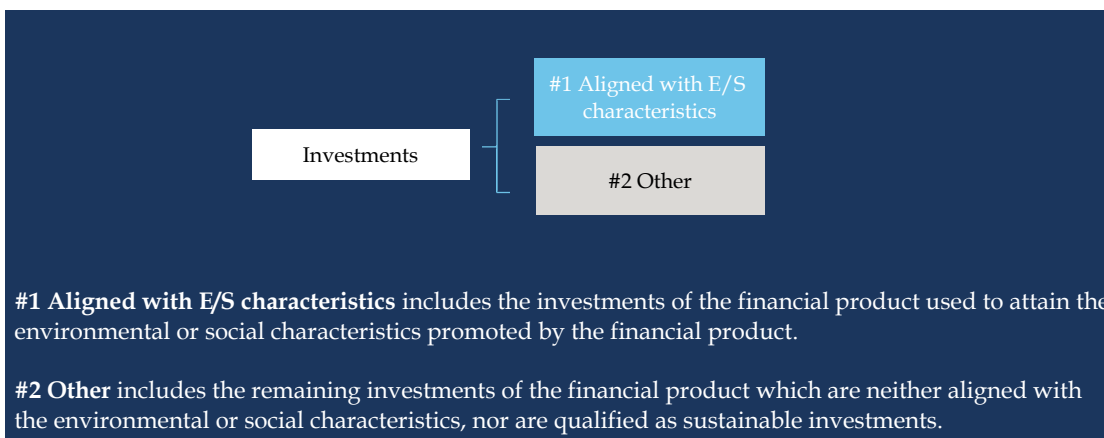 #1 Aligned with E/S
characteristics
Investments
#2 Other
#1 Aligned with E/S characteristics includes the investments of the financial product used to attain the
environmental or social characteristics promoted by the financial product.
#2 Other includes the remaining investments of the financial product which are neither aligned with
the environmental or social characteristics, nor are qualified as sustainable investments.